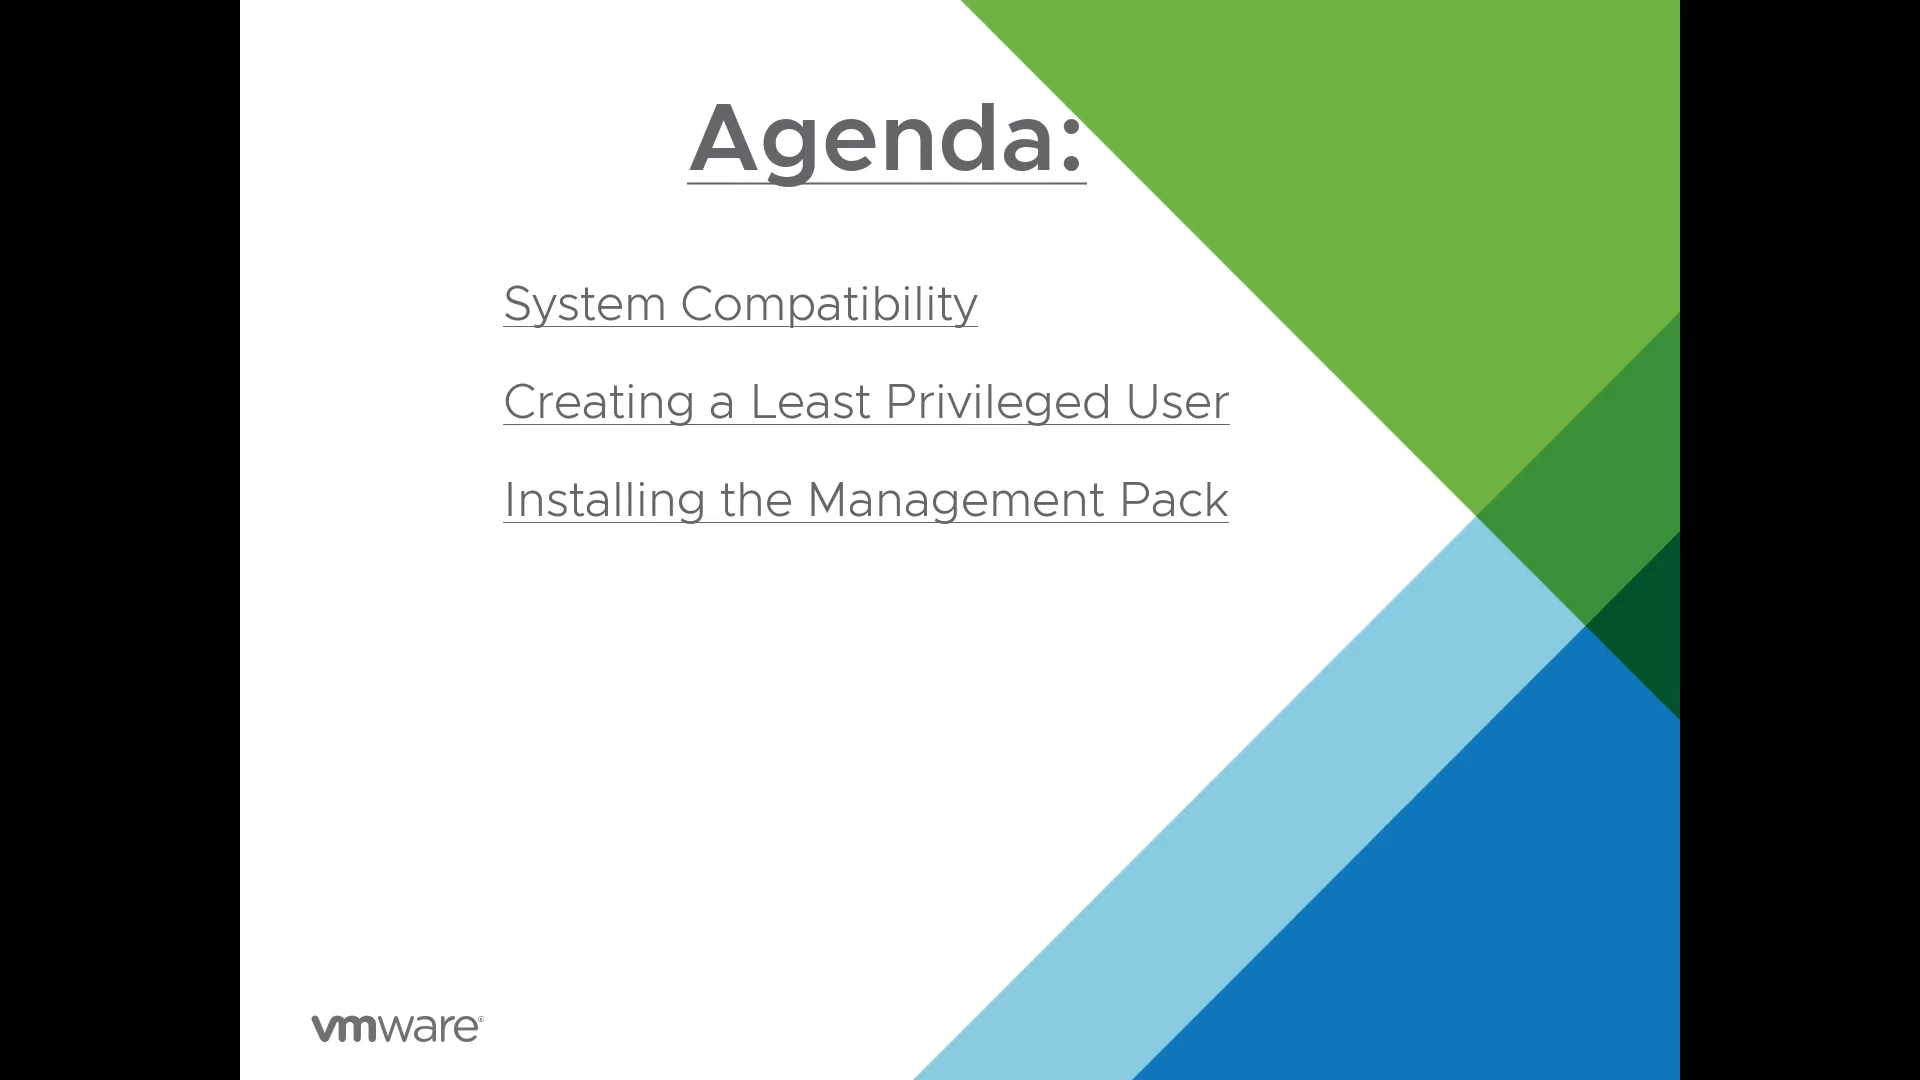 Agenda:
System Compatibility
Creating a Least Privileged User
Installing the Management Pack
vmware®